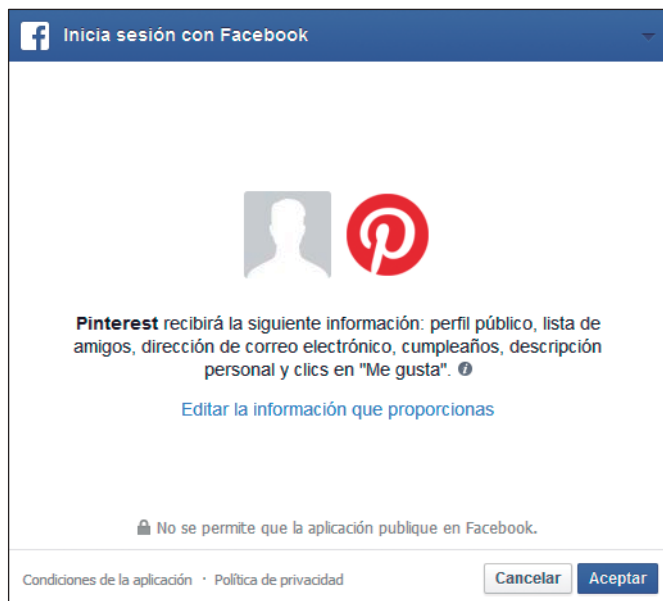 Inicia sesión con Facebook
Pinterest recibirá la siguiente información: perfil público, lista de
amigos, dirección de correo electrónico, cumpleaños, descripción
personal y clics en "Me gusta".
Editar la información que proporcionas
No se permite que la aplicación publique en Facebook.
Condiciones de la aplicación · Política de privacidad
Cancelar Aceptar